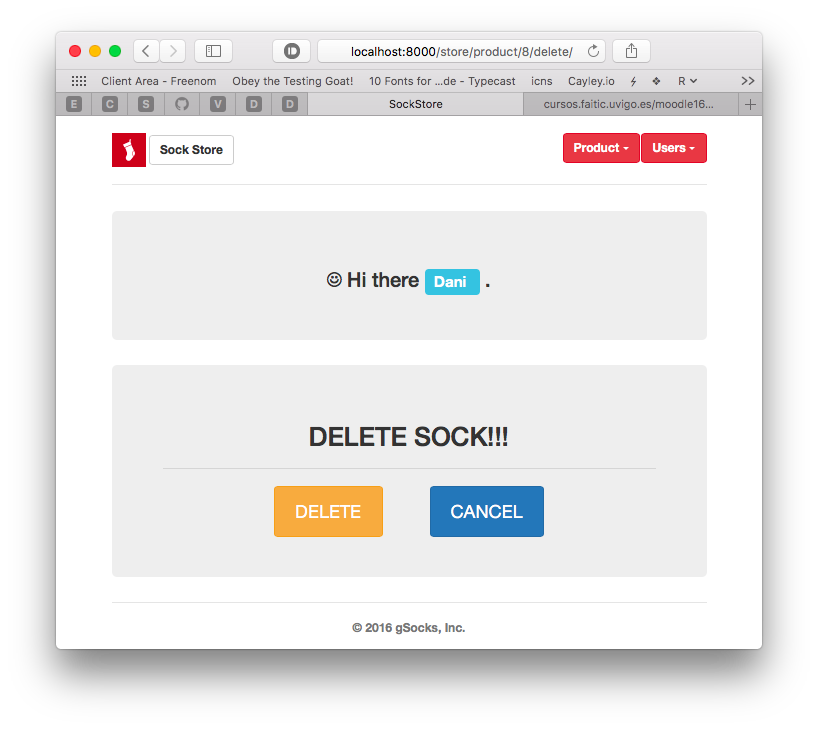 localhost:8000/store/product/8/delete/
Client Area - Freenom Obey the Testing Goat! 10 Fonts for ...de - Typecast icns Cayley.io R
E C S V D D SockStore cursos.faitic.uvigo.es/moodle16...
Sock Store Product Users
Hi there Dani .
DELETE SOCK!!!
DELETE CANCEL
© 2016 gSocks, Inc.